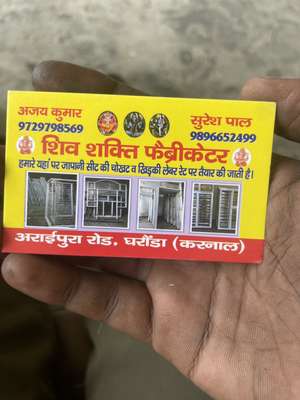 अजय कुमार
9729798569
सुरेश पाल
9896652499
शिव शक्ति फैब्रीकेटर
हमारे यहां पर जापानी सीट की चोखट व खिड़की लेबर रेट पर तैयार की जाती है।
अराईपुरा रोड, घरौंडा (करनाल)